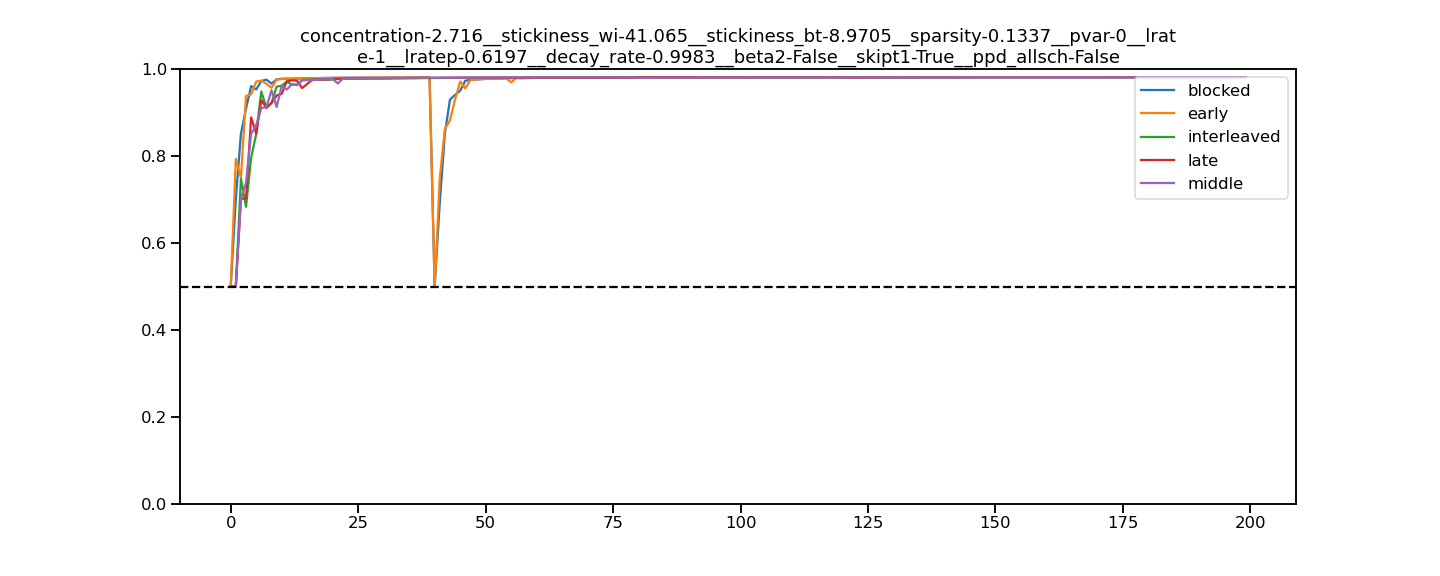 concentration-2.716__stickiness_wi-41.065__stickiness_bt-8.9705__sparsity-0.1337__pvar-0__lrat
e-1__lratep-0.6197__decay_rate-0.9983__beta2-False__skipt1-True__ppd_allsch-False
1.0
0.8
0.6
0.4
0.2
0.0
blocked
early
interleaved
late
middle
0 25 50 75 100 125 150 175 200